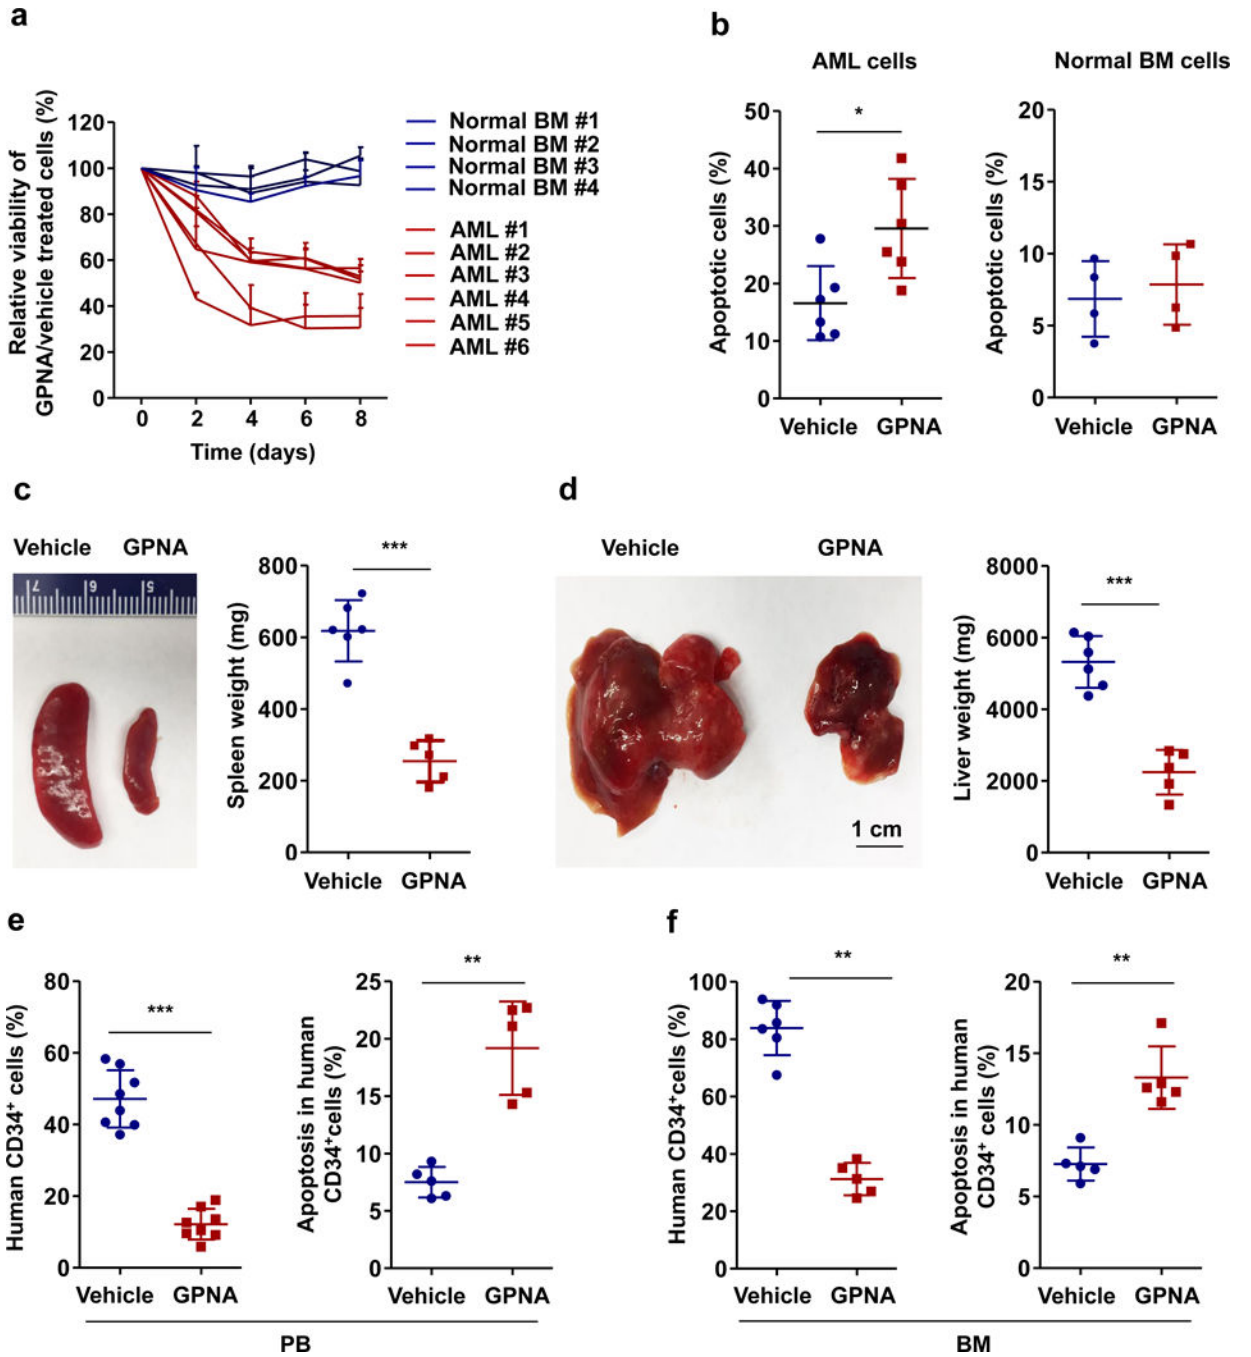 a
Relative viability of
GPNA/vehicle treated cells (%)
120
100
80
60
40
20
0
0 2 4 6 8
Time (days)
Normal BM #1
Normal BM #2
Normal BM #3
Normal BM #4
AML #1
AML #2
AML #3
AML #4
AML #5
AML #6
b
AML cells
Apoptotic cells (%)
50
40
30
20
10
0
*
Vehicle GPNA
Normal BM cells
Apoptotic cells (%)
20
15
10
5
0
Vehicle GPNA
c
Vehicle GPNA
7 6 5
Spleen weight (mg)
800
600
400
200
0
***
Vehicle GPNA
d
Vehicle GPNA
1 cm
Liver weight (mg)
8000
6000
4000
2000
0
***
Vehicle GPNA
e
Human CD34⁺ cells (%)
80
60
40
20
0
***
Vehicle GPNA
Apoptosis in human
CD34⁺cells (%)
25
20
15
10
5
0
**
Vehicle GPNA
PB
f
Human CD34⁺cells (%)
100
80
60
40
20
0
**
Vehicle GPNA
Apoptosis in human
CD34⁺ cells (%)
20
15
10
5
0
**
Vehicle GPNA
BM